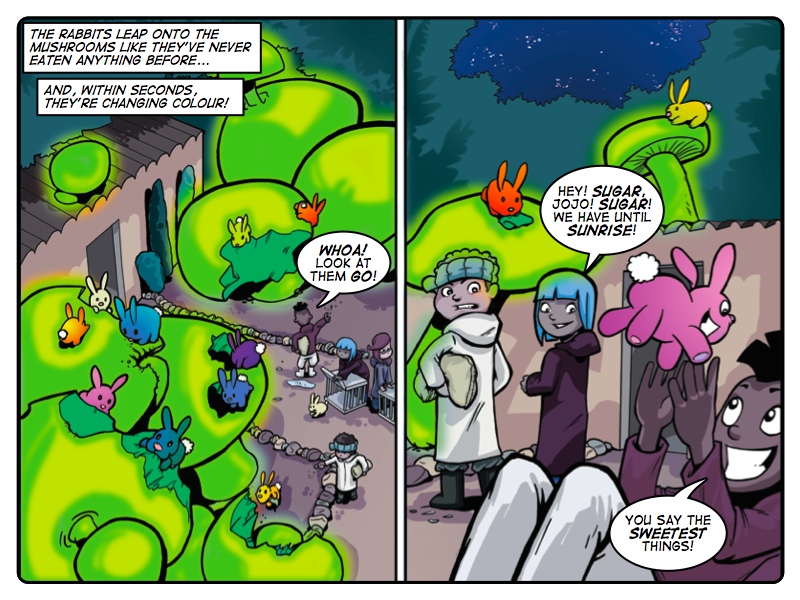 THE RABBITS LEAP ONTO THE
MUSHROOMS LIKE THEY'VE NEVER
EATEN ANYTHING BEFORE...
AND, WITHIN SECONDS,
THEY'RE CHANGING COLOUR!
WHOA!
LOOK AT
THEM GO!
HEY! SUGAR,
JOJO! SUGAR!
WE HAVE UNTIL
SUNRISE!
YOU SAY THE
SWEETEST
THINGS!